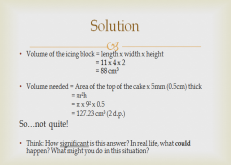 Solution
• Volume of the icing block = length x width x height
= 11 x 4 x 2
= 88 cm³
• Volume needed = Area of the top of the cake x 5mm (0.5cm) thick
= πr²h
= π x 9² x 0.5
= 127.23 cm³ (2 d.p.)
So…not quite!
• Think: How significant is this answer? In real life, what could
happen? What might you do in this situation?